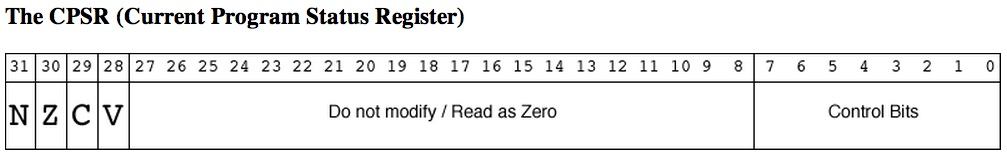 The CPSR (Current Program Status Register)
31 30 29 28 27 26 25 24 23 22 21 20 19 18 17 16 15 14 13 12 11 10 9 8 7 6 5 4 3 2 1 0
N Z C V Do not modify / Read as Zero Control Bits